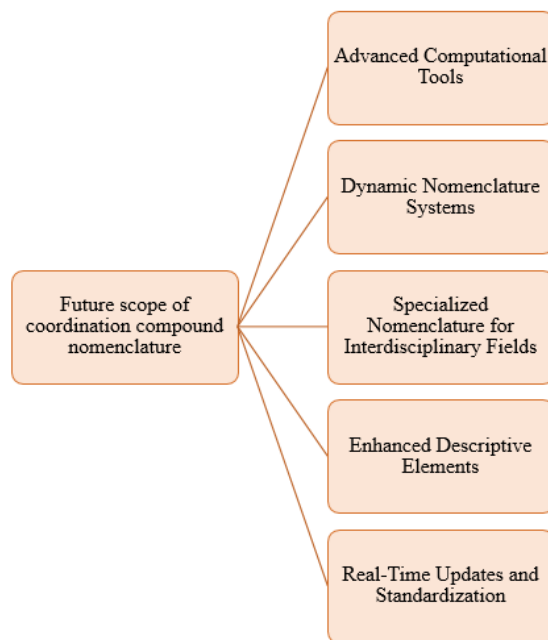 Advanced Computational
Tools
Dynamic Nomenclature
Systems
Future scope of
coordination compound
nomenclature
Specialized
Nomenclature for
Interdisciplinary Fields
Enhanced Descriptive
Elements
Real-Time Updates and
Standardization